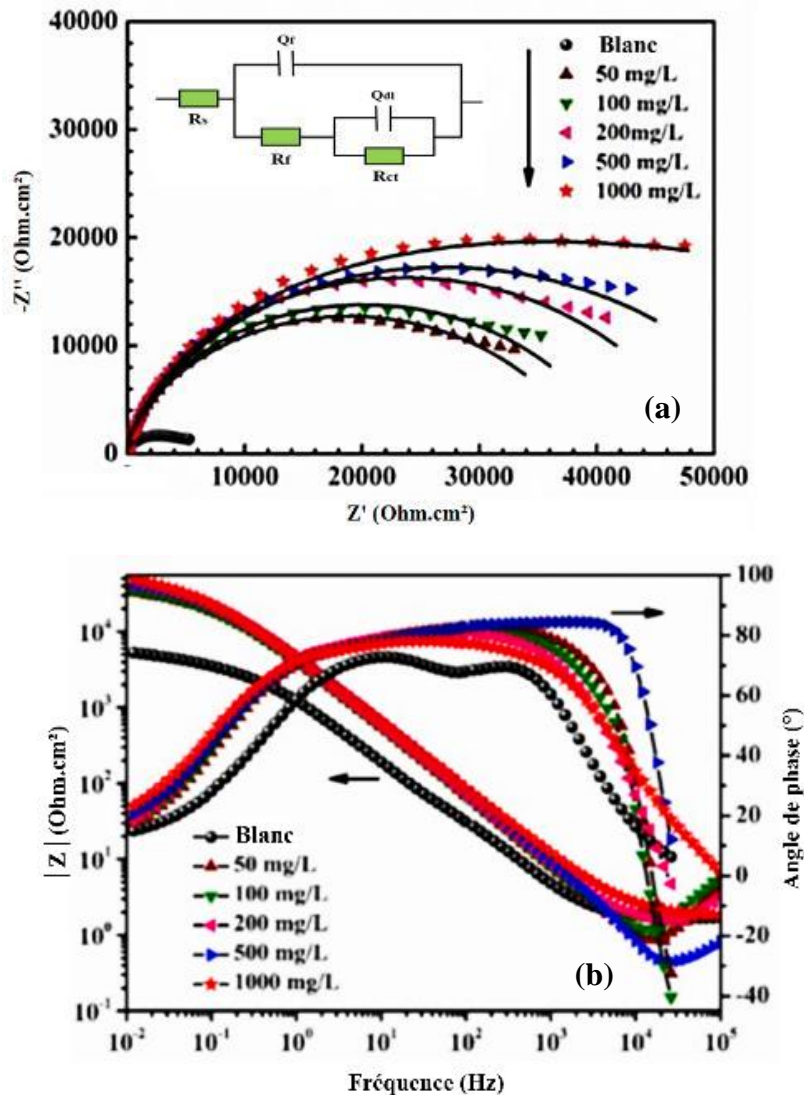 40000
30000
20000
10000
0
-Z'' (Ohm.cm²)
Qf
Rs
Qdl
Rf
Rct
Blanc
50 mg/L
100 mg/L
200mg/L
500 mg/L
1000 mg/L
(a)
10000 20000 30000 40000 50000
Z' (Ohm.cm²)
10⁴
10³
10²
10¹
10⁰
10⁻¹
| Z | (Ohm.cm²)
100
80
60
40
20
0
-20
-40
Angle de phase (°)
Blanc
50 mg/L
100 mg/L
200 mg/L
500 mg/L
1000 mg/L
(b)
10⁻² 10⁻¹ 10⁰ 10¹ 10² 10³ 10⁴ 10⁵
Fréquence (Hz)